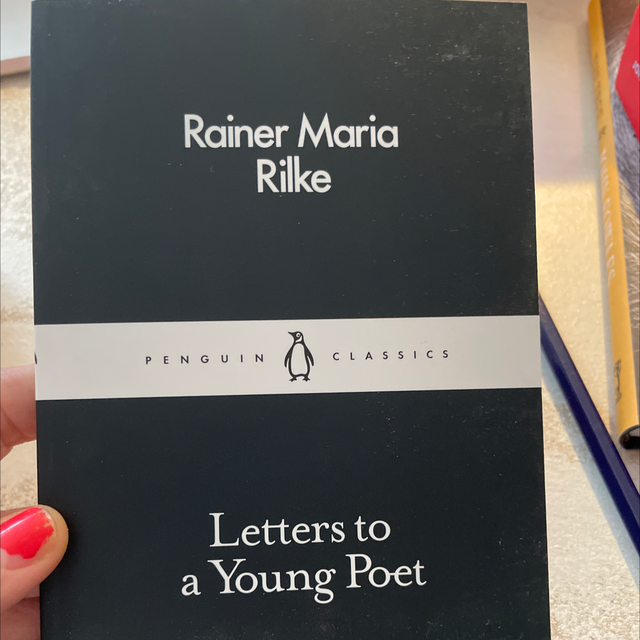 Rainer Maria
Rilke
PENGUIN CLASSICS
Letters to
a Young Poet